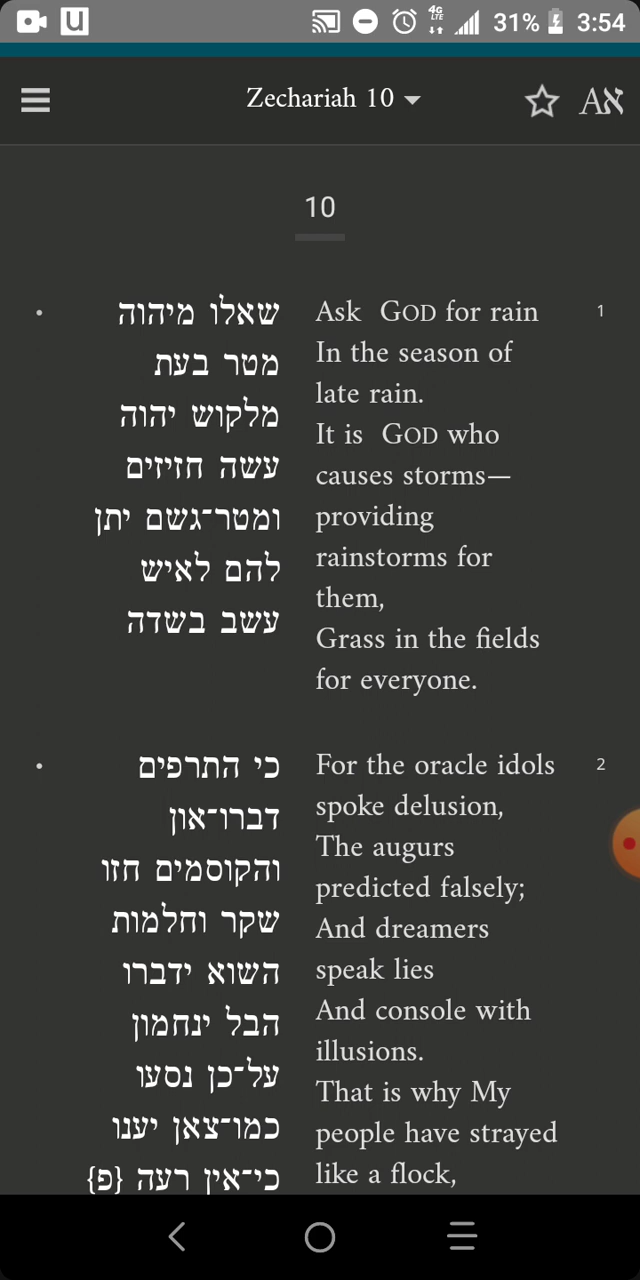 4G
LTE
31%
3:54
Zechariah 10
Aא
10
שאלו מיהוה
מטר בעת
מלקוש יהוה
עשה חזיזים
ומטר־גשם יתן
להם לאיש
עשב בשדה
Ask GOD for rain
In the season of
late rain.
It is GOD who
causes storms—
providing
rainstorms for
them,
Grass in the fields
for everyone.
1
כי התרפים
דברו־און
והקוסמים חזו
שקר וחלמות
השוא ידברו
הבל ינחמון
על־כן נסעו
כמו־צאן יענו
כי־אין רעה {פ}
For the oracle idols
spoke delusion,
The augurs
predicted falsely;
And dreamers
speak lies
And console with
illusions.
That is why My
people have strayed
like a flock,
2